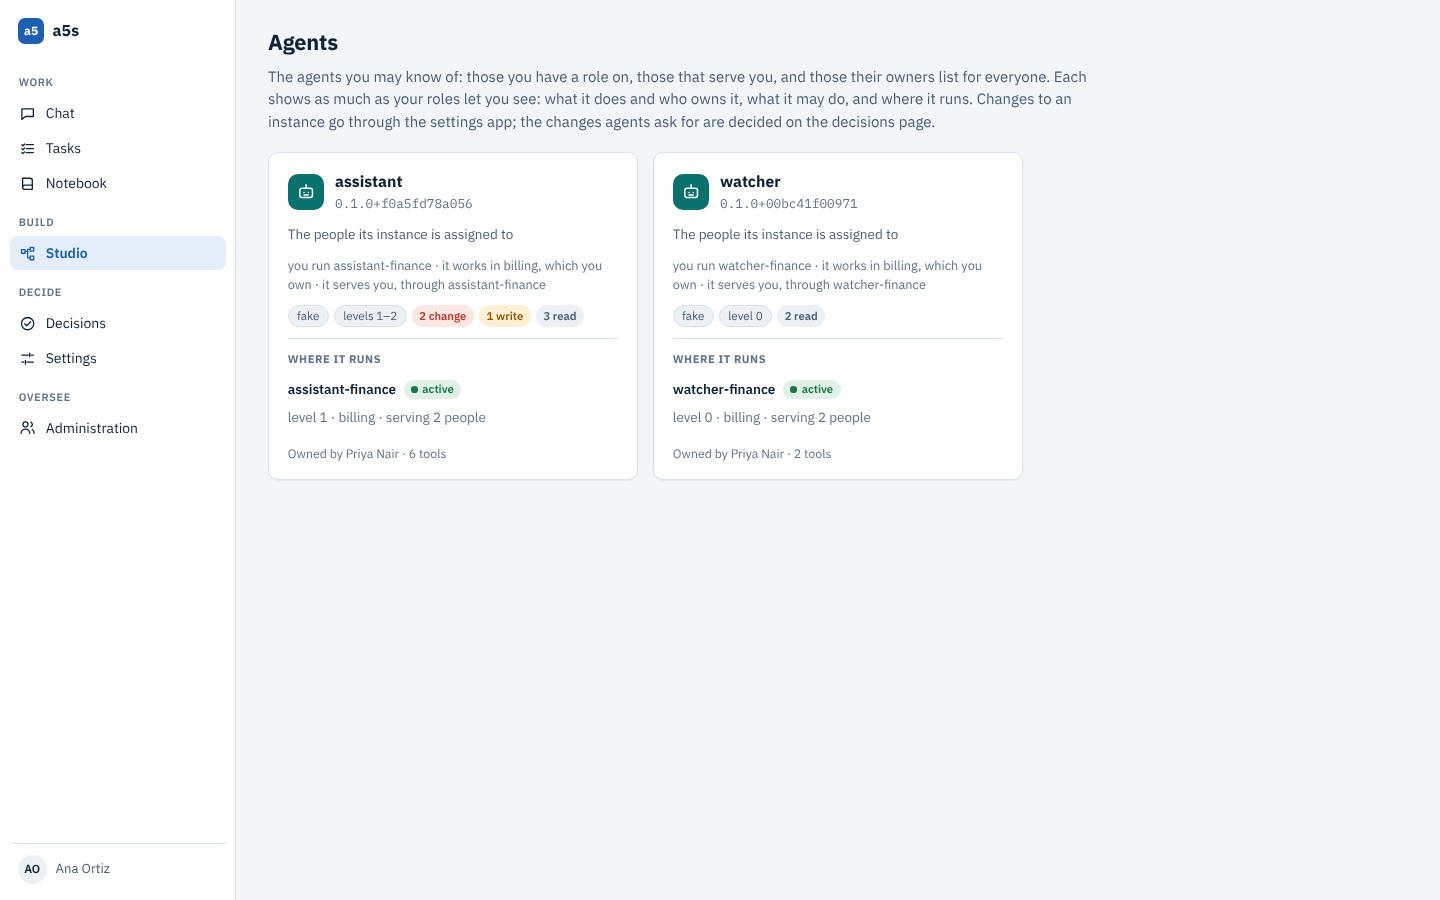 a5 a5s
WORK
Chat
Tasks
Notebook
BUILD
Studio
DECIDE
Decisions
Settings
OVERSEE
Administration
AO Ana Ortiz
Agents
The agents you may know of: those you have a role on, those that serve you, and those their owners list for everyone. Each
shows as much as your roles let you see: what it does and who owns it, what it may do, and where it runs. Changes to an
instance go through the settings app; the changes agents ask for are decided on the decisions page.
assistant
0.1.0+f0a5fd78a056
The people its instance is assigned to
you run assistant-finance · it works in billing, which you
own · it serves you, through assistant-finance
fake levels 1–2 2 change 1 write 3 read
WHERE IT RUNS
assistant-finance active
level 1 · billing · serving 2 people
Owned by Priya Nair · 6 tools
watcher
0.1.0+00bc41f00971
The people its instance is assigned to
you run watcher-finance · it works in billing, which you
own · it serves you, through watcher-finance
fake level 0 2 read
WHERE IT RUNS
watcher-finance active
level 0 · billing · serving 2 people
Owned by Priya Nair · 2 tools